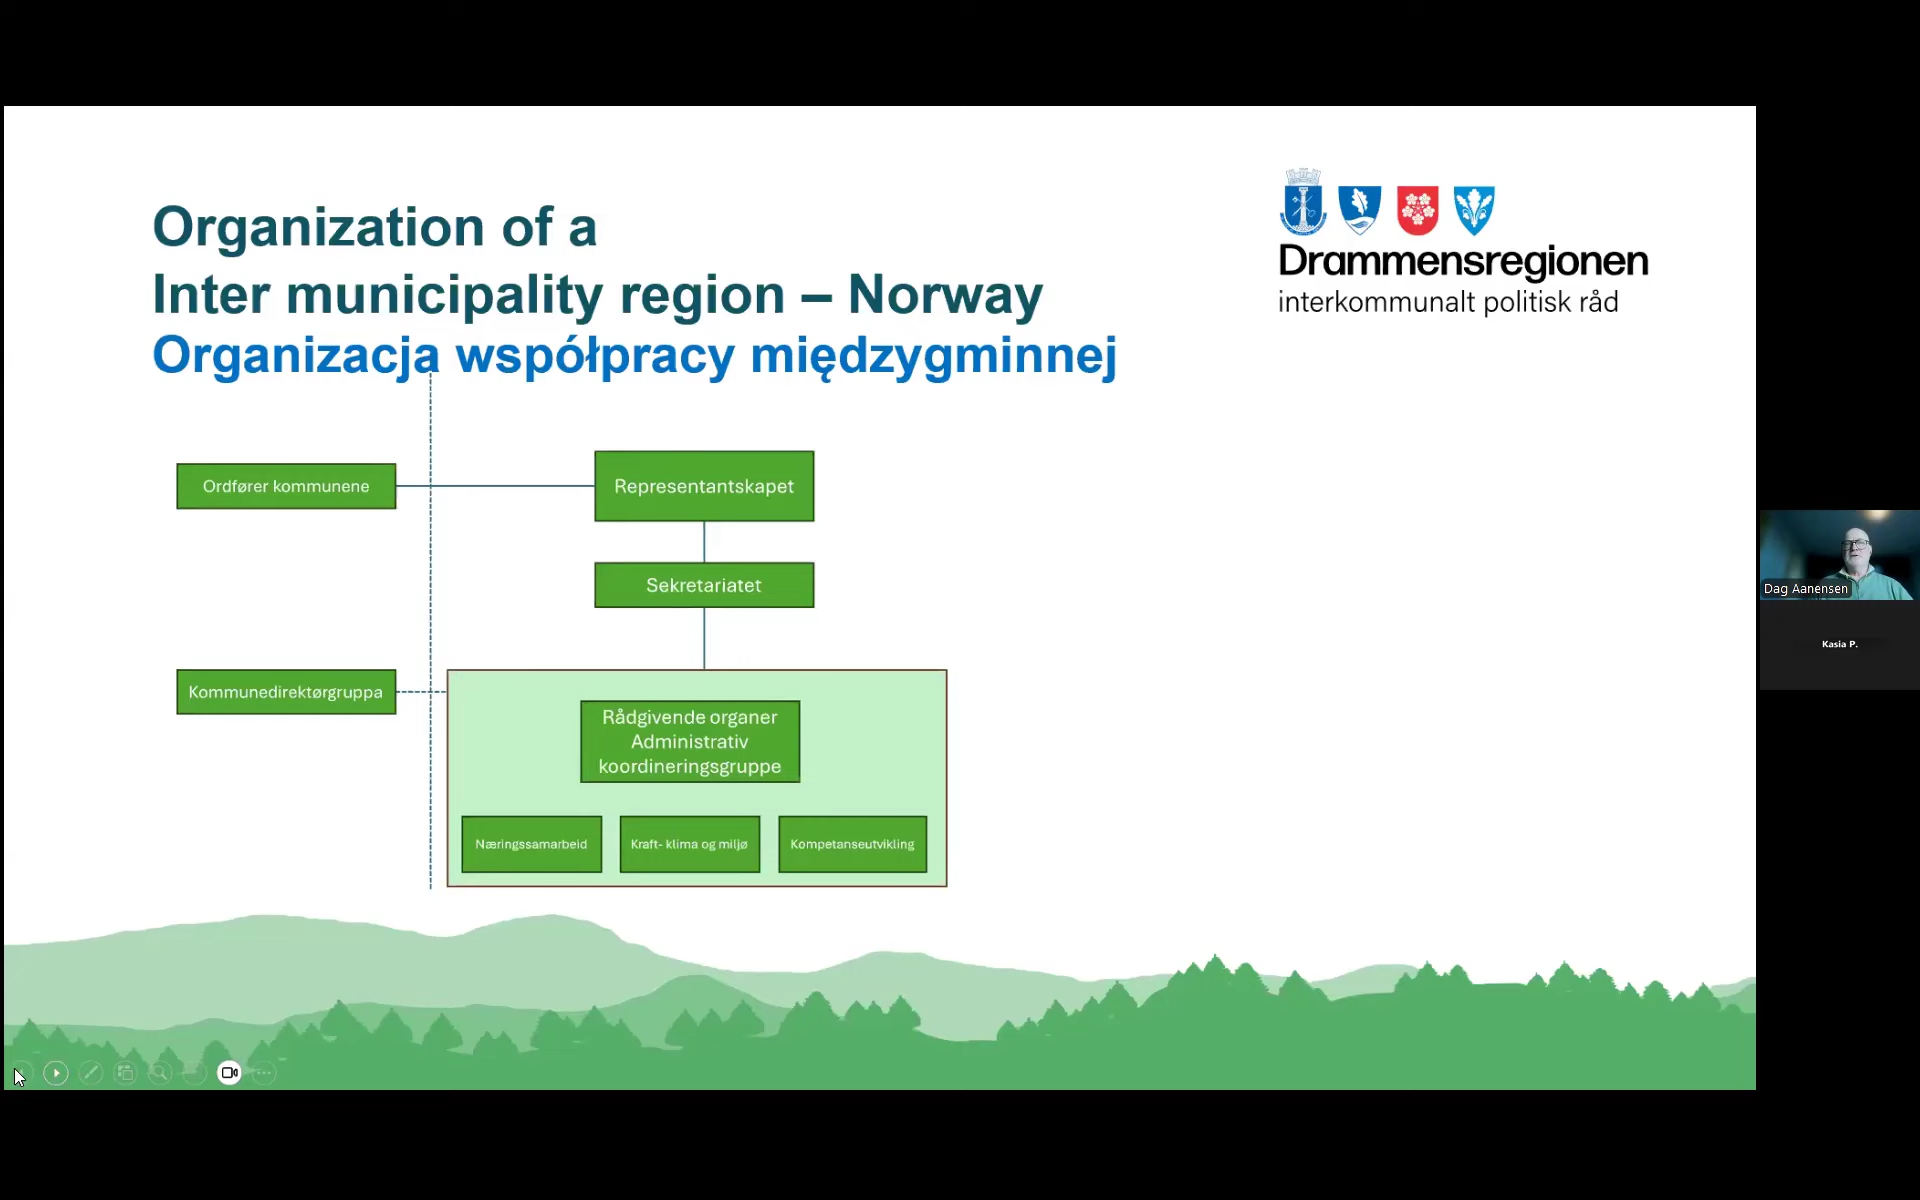 Organization of a
Inter municipality region – Norway
Organizacja współpracy międzygminnej
Drammensregionen
interkommunalt politisk råd
Ordfører kommunene
Representantskapet
Sekretariatet
Kommunedirektørgruppa
Rådgivende organer
Administrativ
koordineringsgruppe
Næringssamarbeid
Kraft- klima og miljø
Kompetanseutvikling
Dag Aanensen
Kasia P.